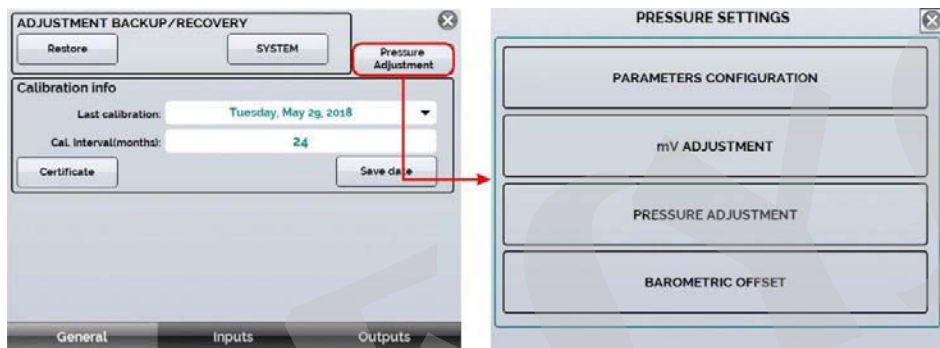 ADJUSTMENT BACKUP/RECOVERY
Restore
SYSTEM
Pressure
Adjustment
Calibration info
Last calibration:
Tuesday, May 29, 2018
Cal. Interval(months):
24
Certificate
Save date
General
Inputs
Outputs
PRESSURE SETTINGS
PARAMETERS CONFIGURATION
mV ADJUSTMENT
PRESSURE ADJUSTMENT
BAROMETRIC OFFSET